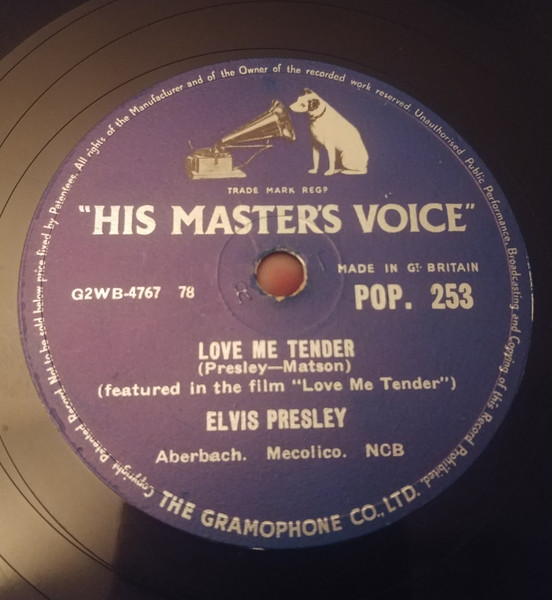 Copyright Patented Record Not to be sold below price fixed by Patentees. All rights of the Manufacturer and of the Owner of the recorded work reserved. Unauthorised Public Performance, Broadcasting and Copying of this Record Prohibited.
TRADE MARK REGD
"HIS MASTER'S VOICE"
MADE IN GT. BRITAIN
G2WB-4767 78
POP. 253
LOVE ME TENDER
(Presley—Matson)
(featured in the film "Love Me Tender")
ELVIS PRESLEY
Aberbach. Mecolico. NCB
THE GRAMOPHONE CO., LTD.